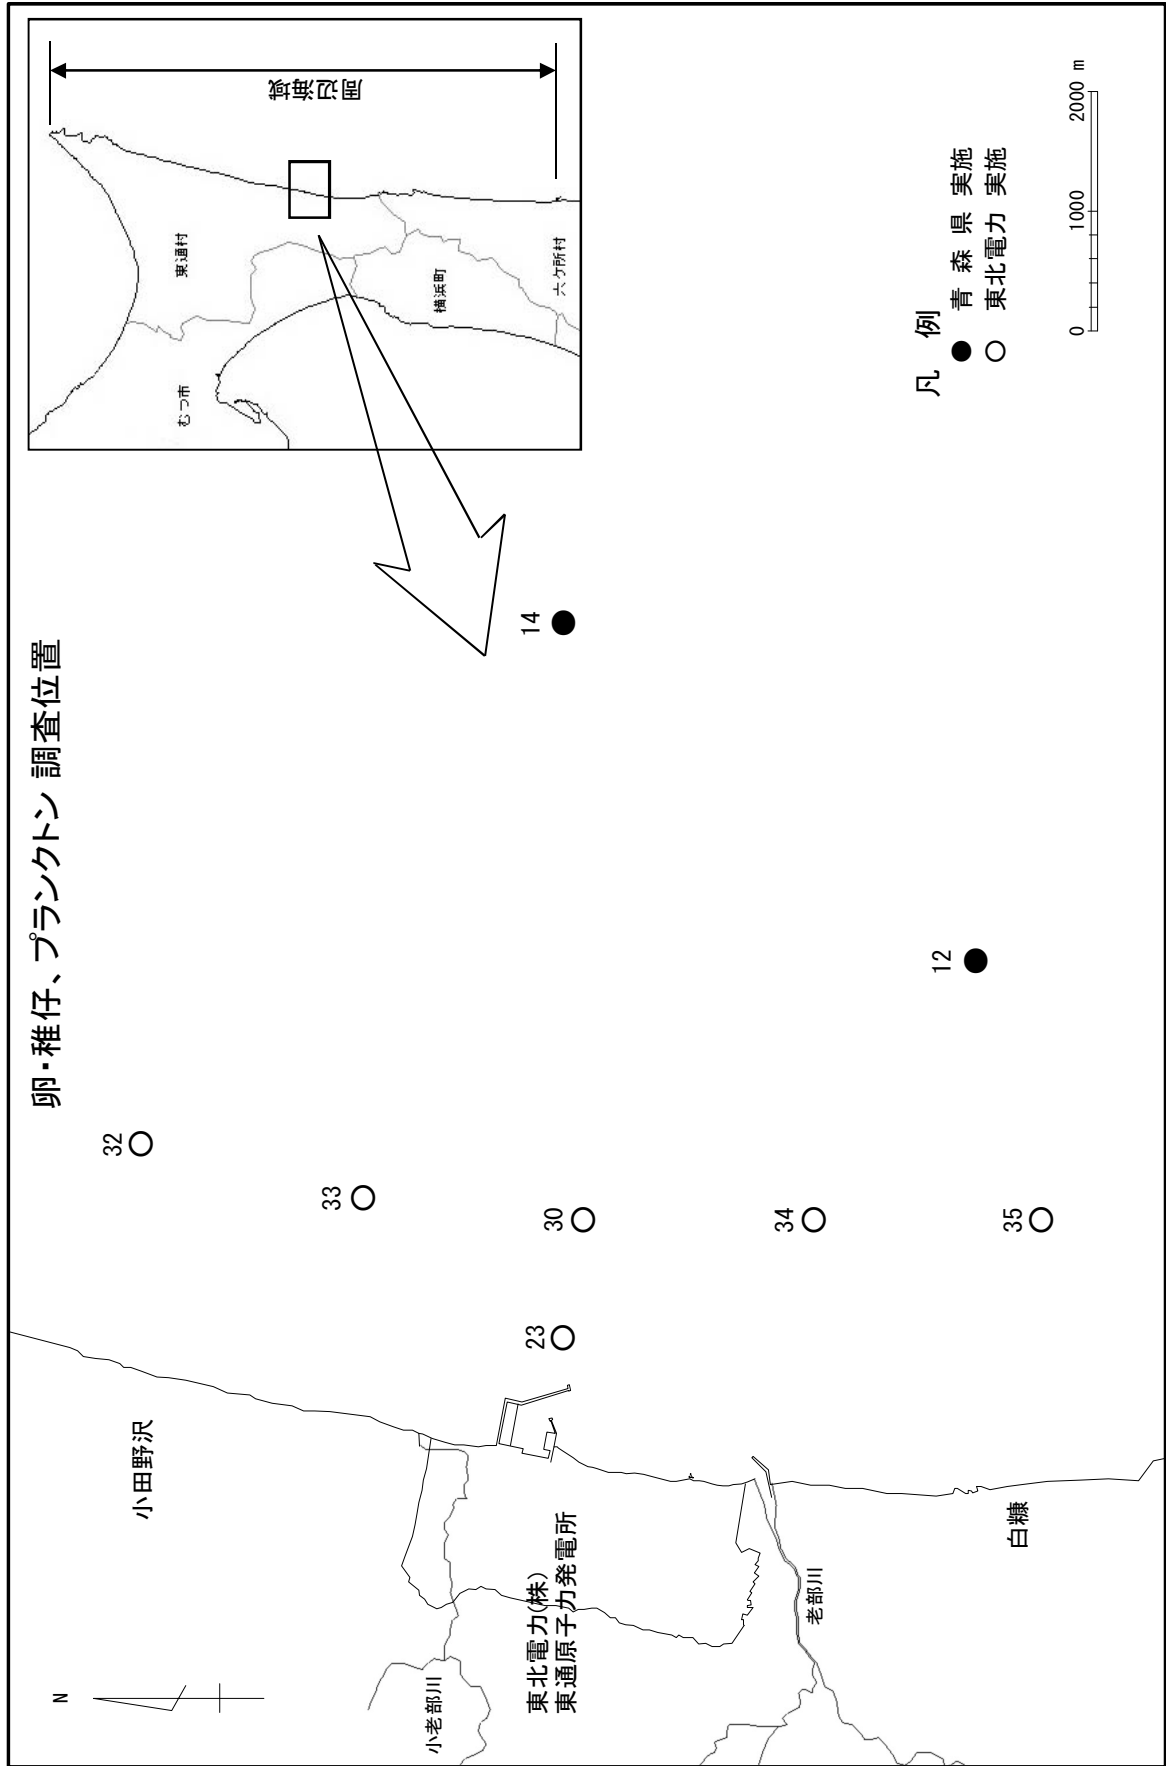 卵・稚仔、プランクトン 調査位置
N
小田野沢
小老部川
東北電力(株)
東通原子力発電所
老部川
白糠
32
33
30
23
34
35
14
12
周辺海域
東通村
むつ市
横浜町
六ケ所村
凡 例
● 青 森 県 実施
○ 東北電力 実施
0 1000 2000 m